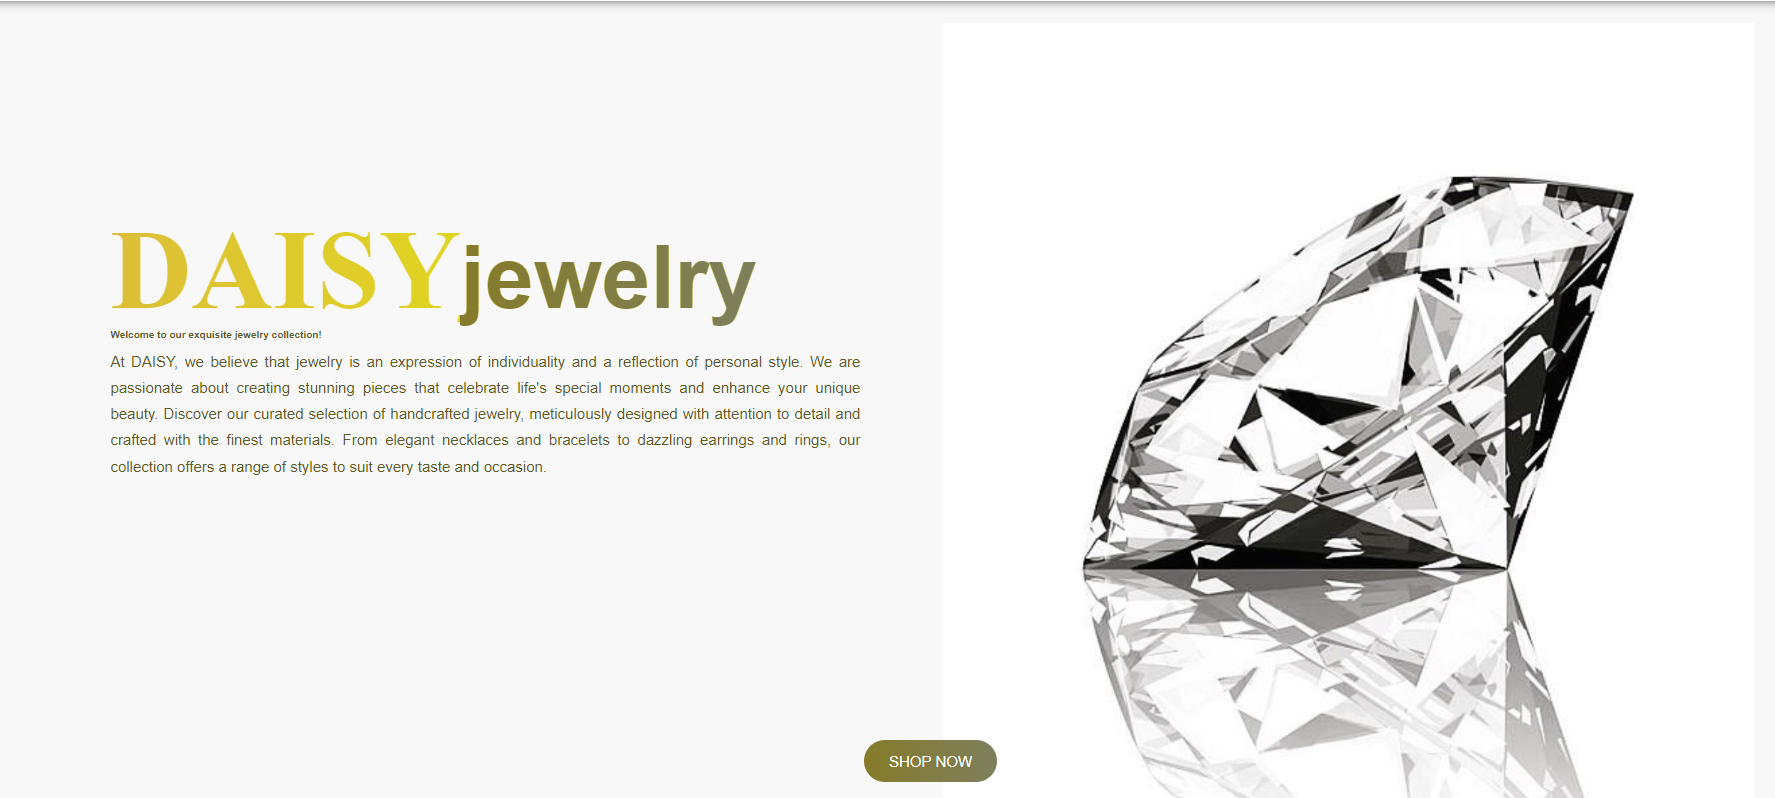 DAISYjewelry
Welcome to our exquisite jewelry collection!
At DAISY, we believe that jewelry is an expression of individuality and a reflection of personal style. We are
passionate about creating stunning pieces that celebrate life's special moments and enhance your unique
beauty. Discover our curated selection of handcrafted jewelry, meticulously designed with attention to detail and
crafted with the finest materials. From elegant necklaces and bracelets to dazzling earrings and rings, our
collection offers a range of styles to suit every taste and occasion.
SHOP NOW